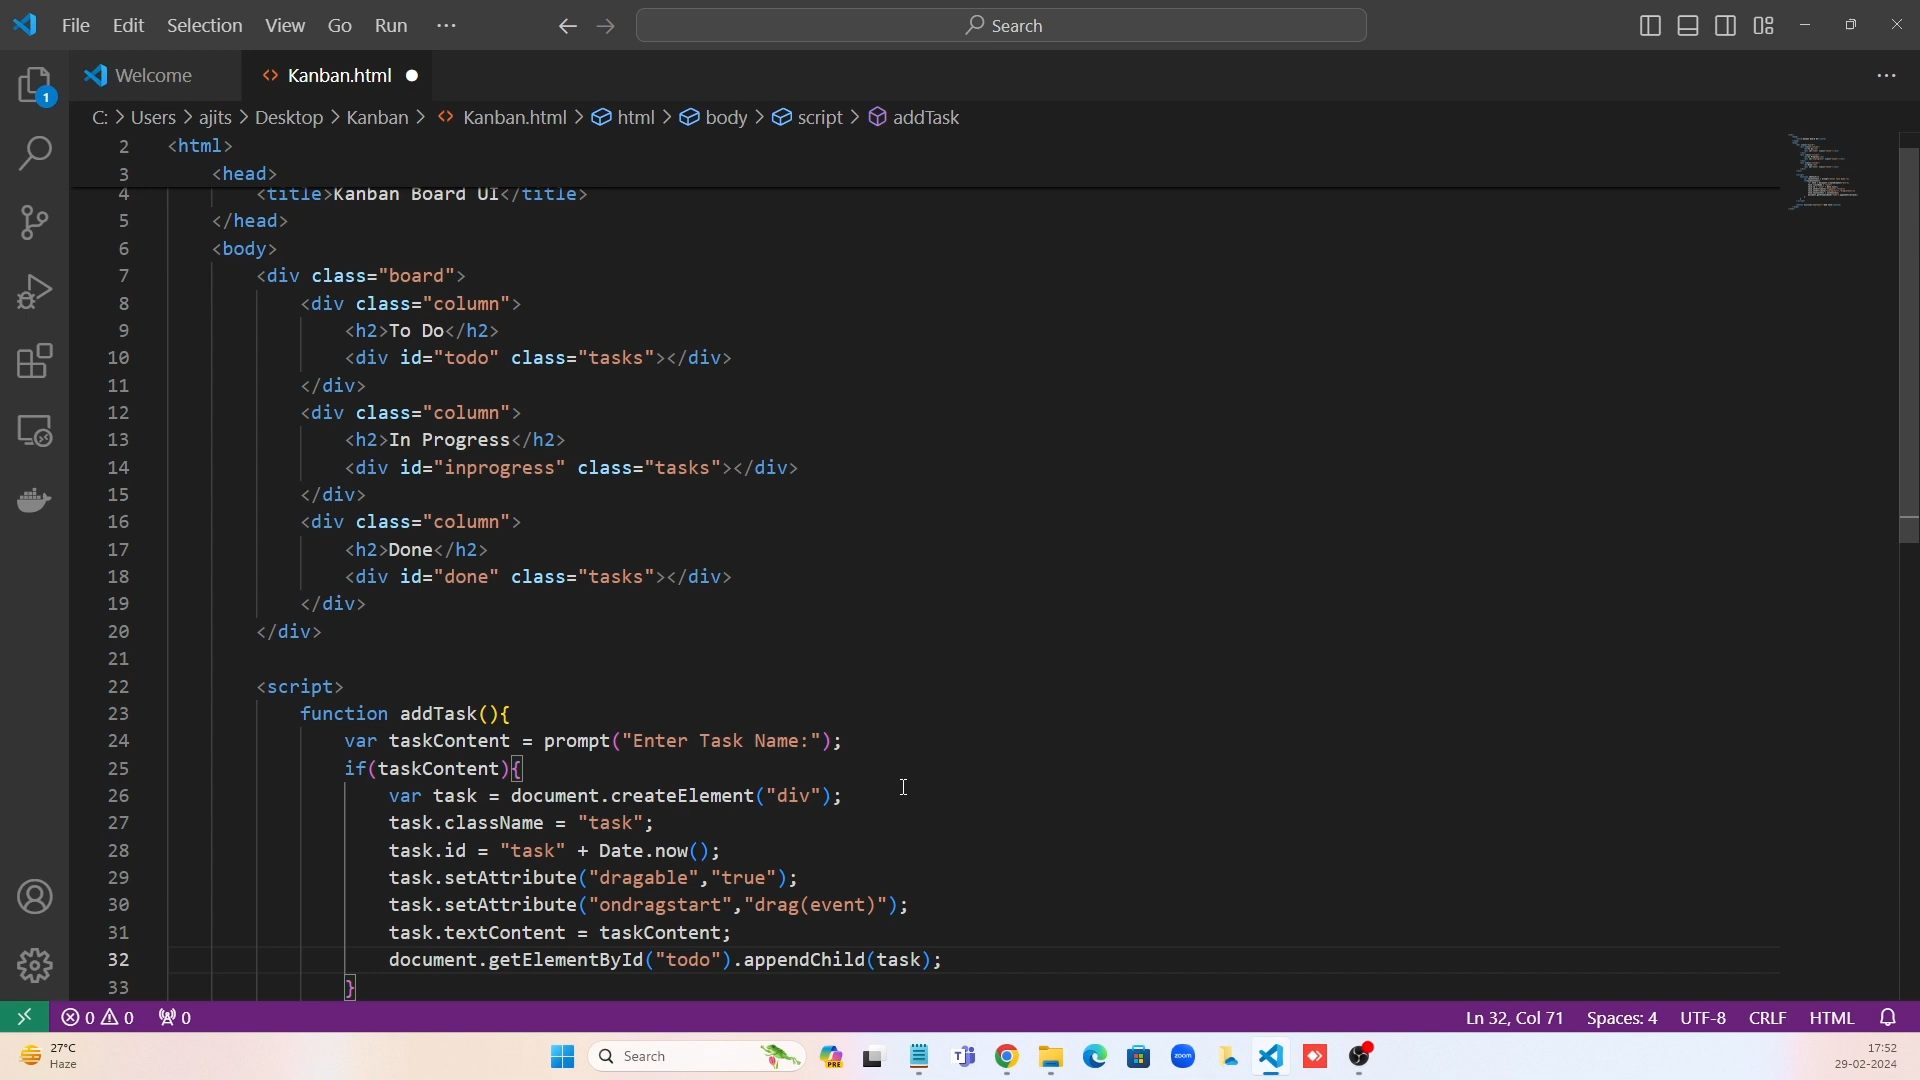 File Edit Selection View Go Run ··· Search
Welcome Kanban.html
C: > Users > ajits > Desktop > Kanban > Kanban.html > html > body > script > addTask
2 <html>
3 <head>
4 <title>Kanban Board UI</title>
5 </head>
6 <body>
7 <div class="board">
8 <div class="column">
9 <h2>To Do</h2>
10 <div id="todo" class="tasks"></div>
11 </div>
12 <div class="column">
13 <h2>In Progress</h2>
14 <div id="inprogress" class="tasks"></div>
15 </div>
16 <div class="column">
17 <h2>Done</h2>
18 <div id="done" class="tasks"></div>
19 </div>
20 </div>
21
22 <script>
23 function addTask(){
24 var taskContent = prompt("Enter Task Name:");
25 if(taskContent){
26 var task = document.createElement("div");
27 task.className = "task";
28 task.id = "task" + Date.now();
29 task.setAttribute("dragable","true");
30 task.setAttribute("ondragstart","drag(event)");
31 task.textContent = taskContent;
32 document.getElementById("todo").appendChild(task);
33 }
1
0 0 0 Ln 32, Col 71 Spaces: 4 UTF-8 CRLF HTML
27°C
Haze
Search
PRE
zoom
17:52
29-02-2024